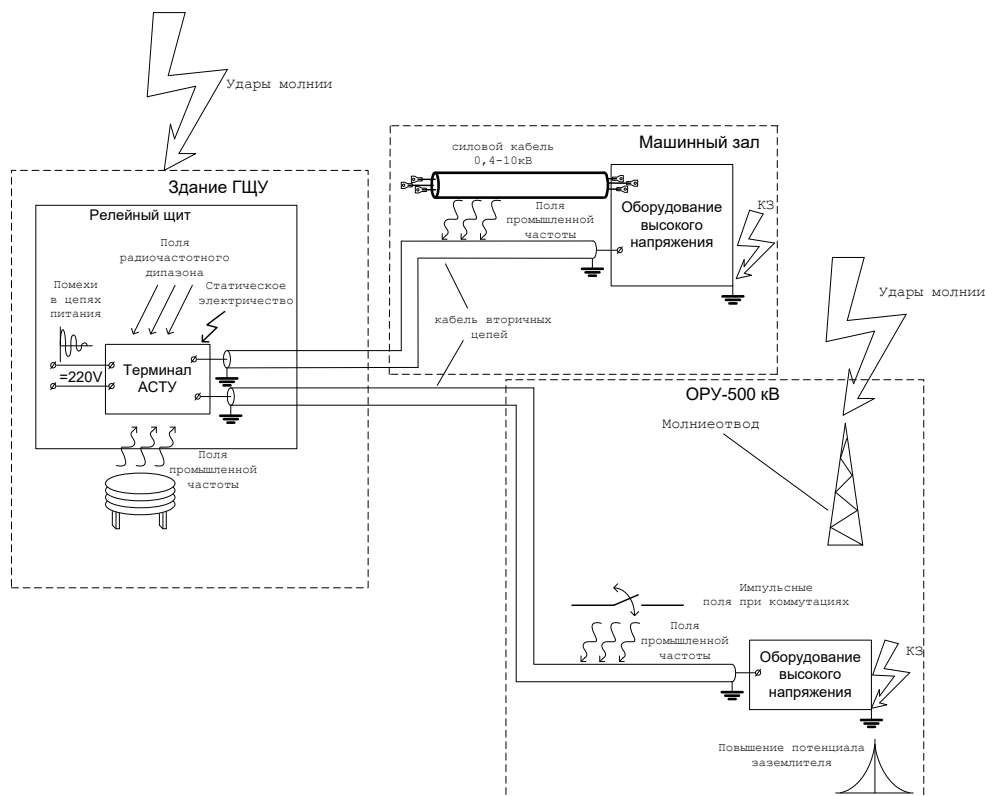 Удары молнии
Здание ГЩУ
Релейный щит
Поля
радиочастотного
дипазона
Статическое
электричество
Помехи
в цепях
питания
=220V
Терминал
АСТУ
Поля
промышленной
частоты
Машинный зал
силовой кабель
0,4-10кВ
Поля
промышленной
частоты
Оборудование
высокого
напряжения
КЗ
кабель вторичных
цепей
Удары молнии
ОРУ-500 кВ
Молниеотвод
Импульсные
поля при коммутациях
Поля
промышленной
частоты
Оборудование
высокого
напряжения
КЗ
Повышение потенциала
заземлителя